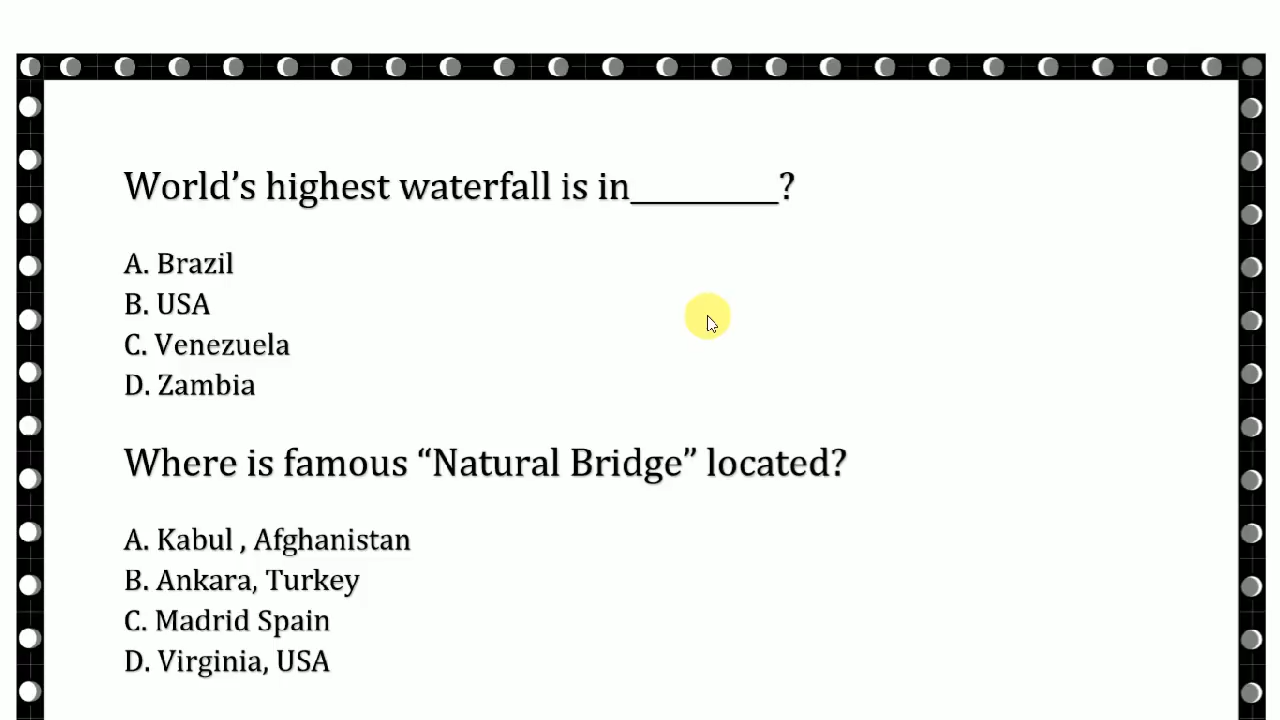 World’s highest waterfall is in__________?
A. Brazil
B. USA
C. Venezuela
D. Zambia
Where is famous “Natural Bridge” located?
A. Kabul , Afghanistan
B. Ankara, Turkey
C. Madrid Spain
D. Virginia, USA